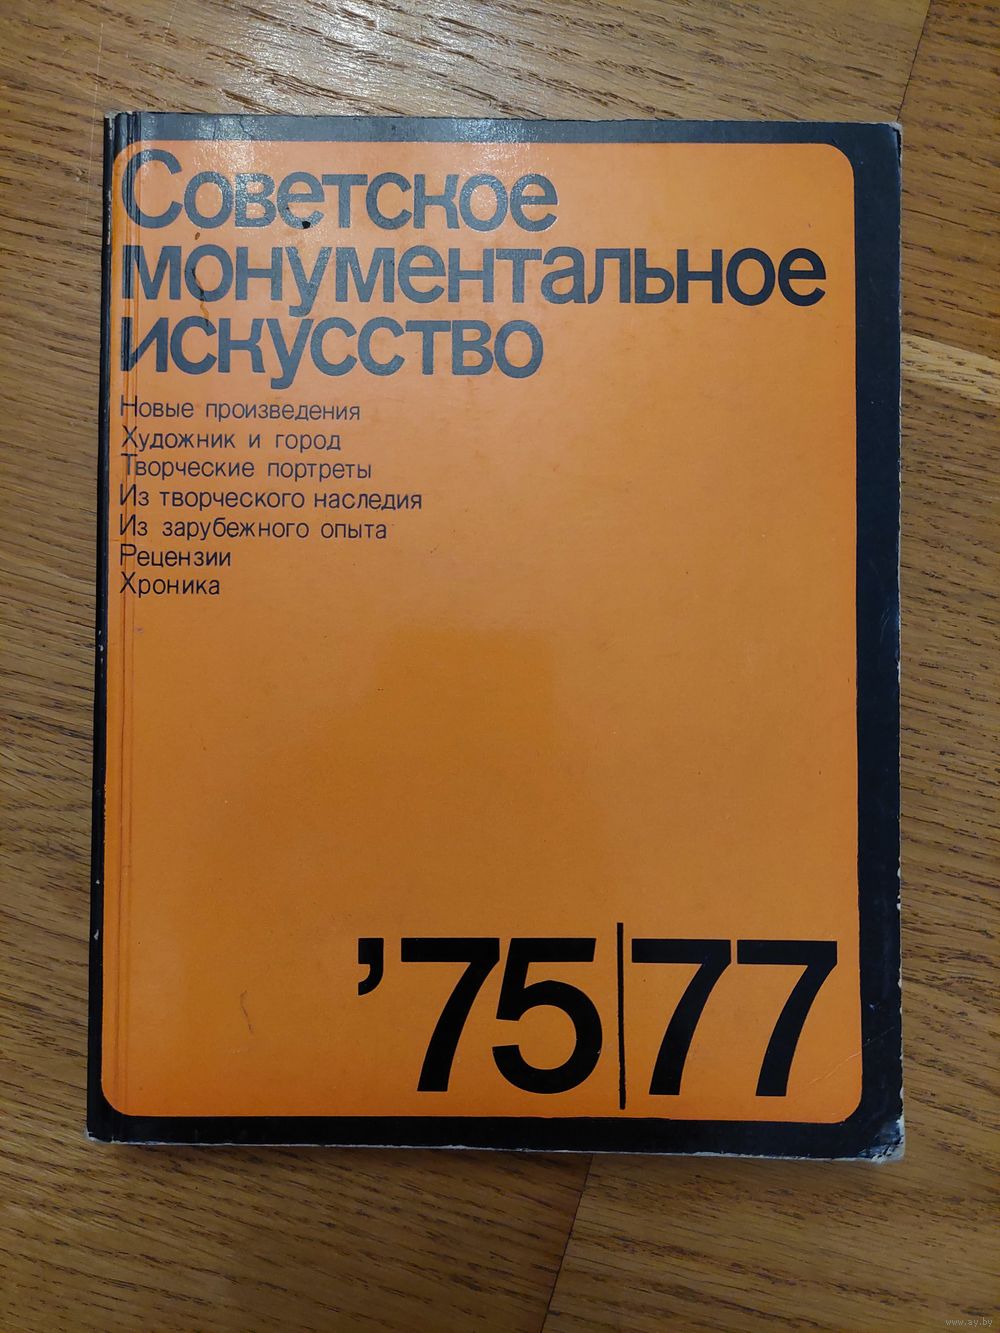 Советское
монументальное
искусство
Новые произведения
Художник и город
Творческие портреты
Из творческого наследия
Из зарубежного опыта
Рецензии
Хроника
’75|77
www.ay.by